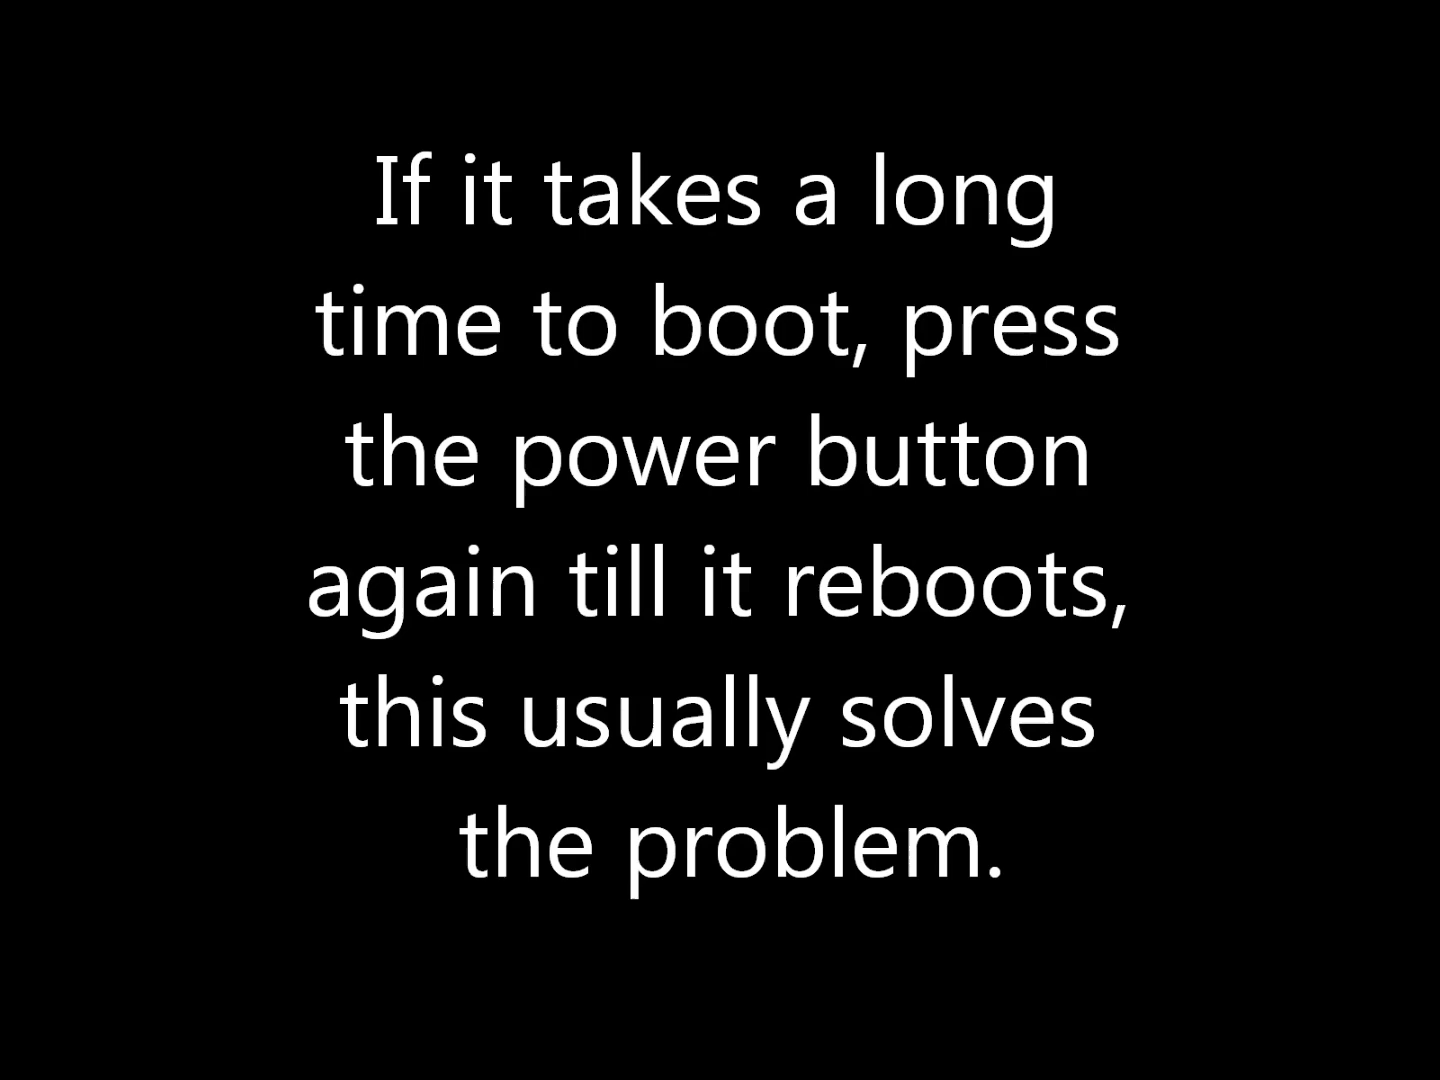 If it takes a long
time to boot, press
the power button
again till it reboots,
this usually solves
the problem.